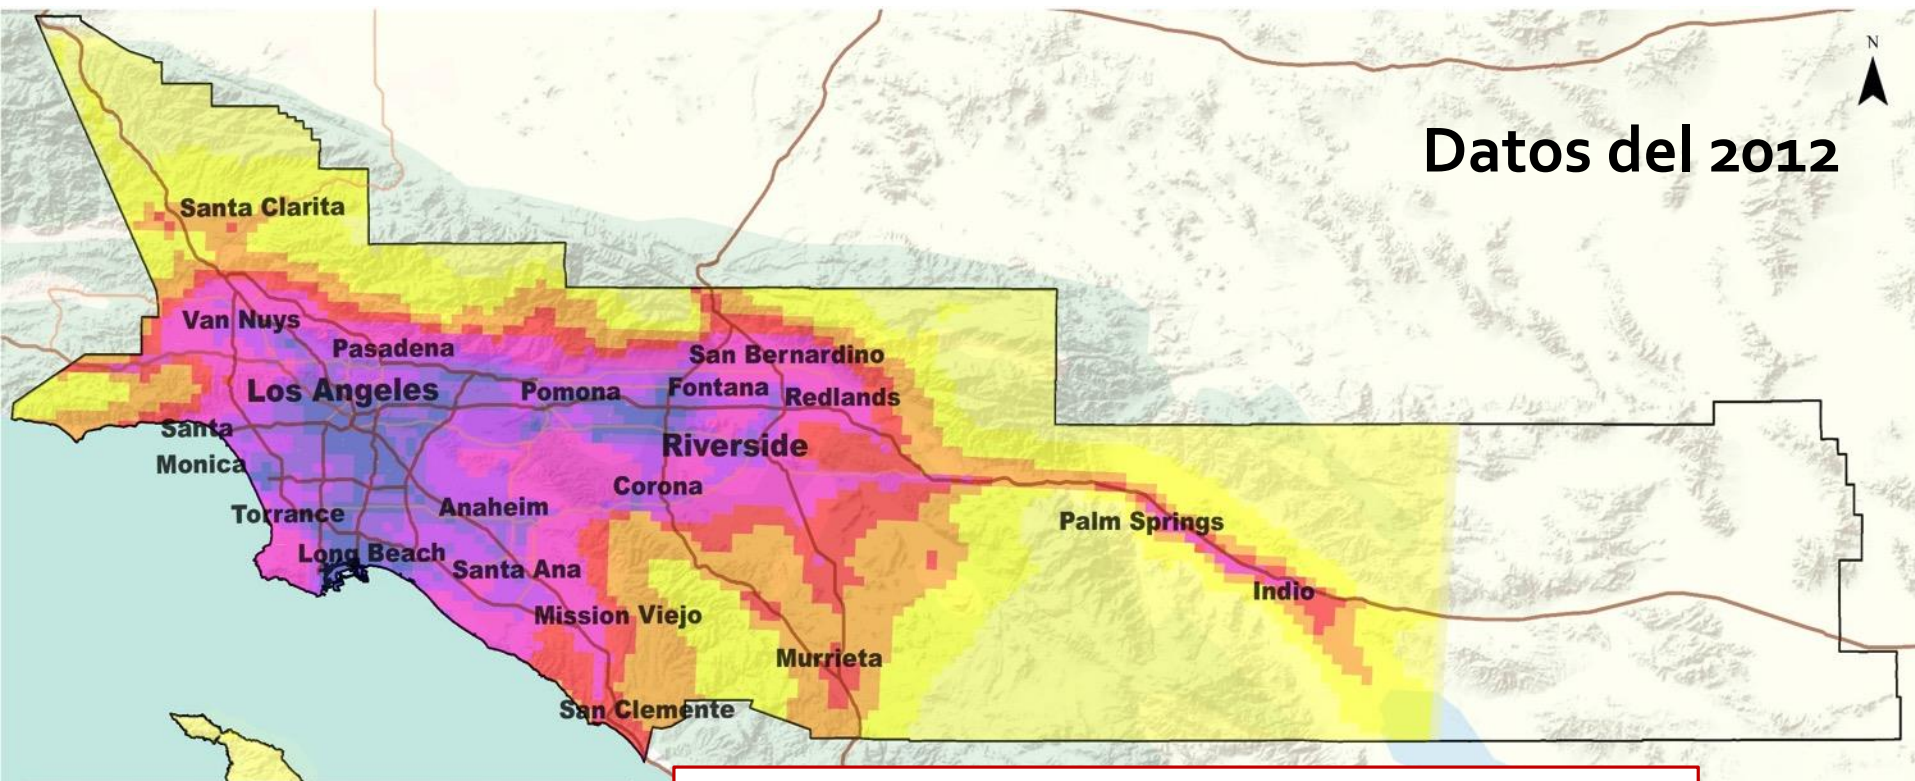 N
Datos del 2012
Santa Clarita
Van Nuys
Pasadena
San Bernardino
Los Angeles
Pomona
Fontana
Redlands
Santa
Monica
Riverside
Corona
Torrance
Anaheim
Palm Springs
Long Beach
Santa Ana
Indio
Mission Viejo
Murrieta
San Clemente